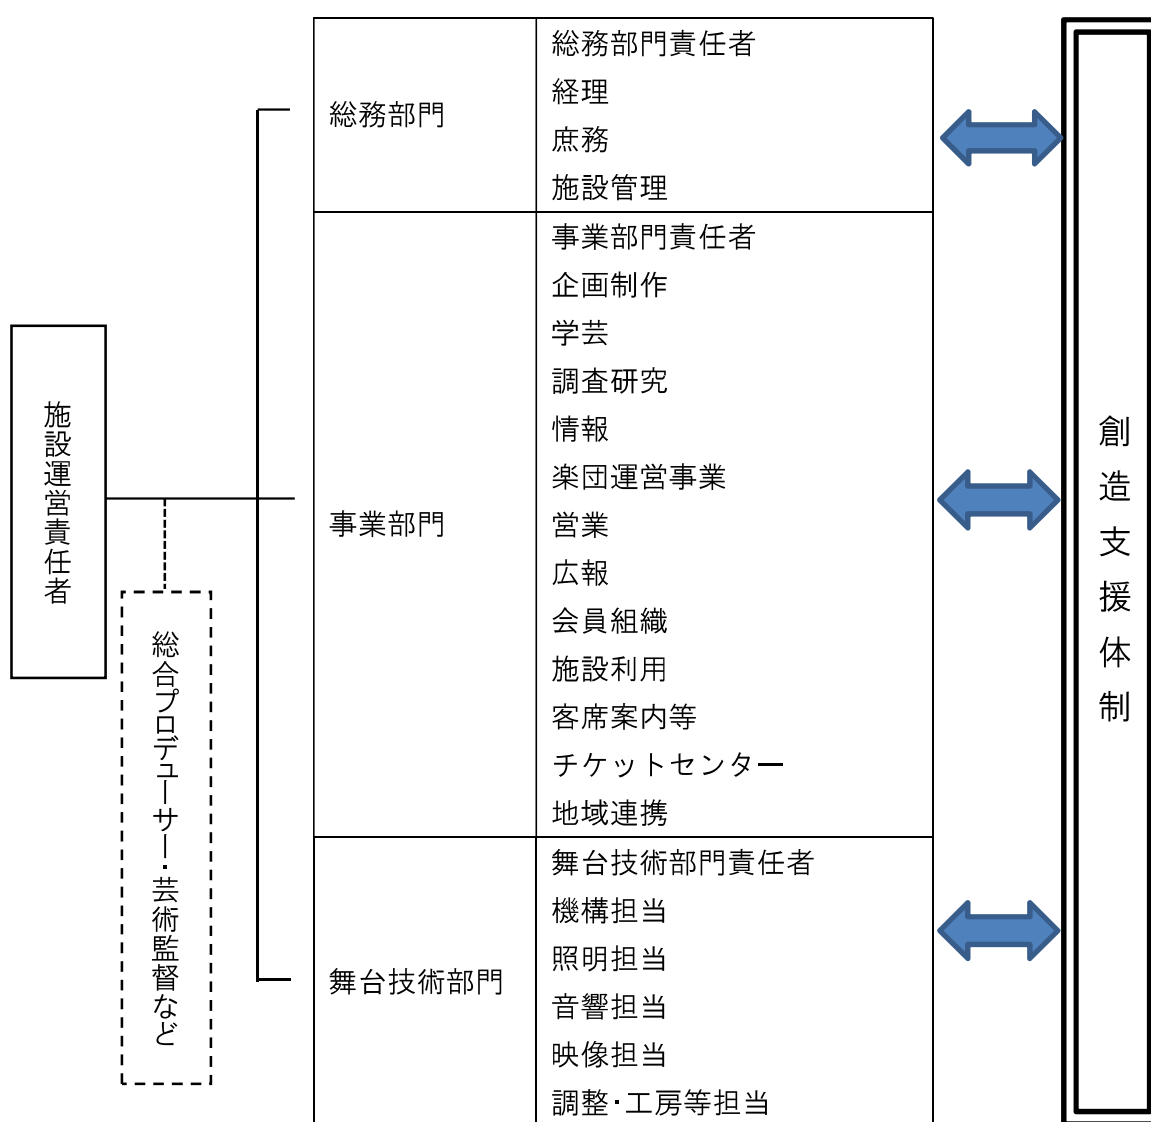 施設運営責任者
総合プロデューサー・芸術監督など
総務部門
総務部門責任者
経理
庶務
施設管理
事業部門
事業部門責任者
企画制作
学芸
調査研究
情報
楽団運営事業
営業
広報
会員組織
施設利用
客席案内等
チケットセンター
地域連携
舞台技術部門
舞台技術部門責任者
機構担当
照明担当
音響担当
映像担当
調整・工房等担当
創造支援体制